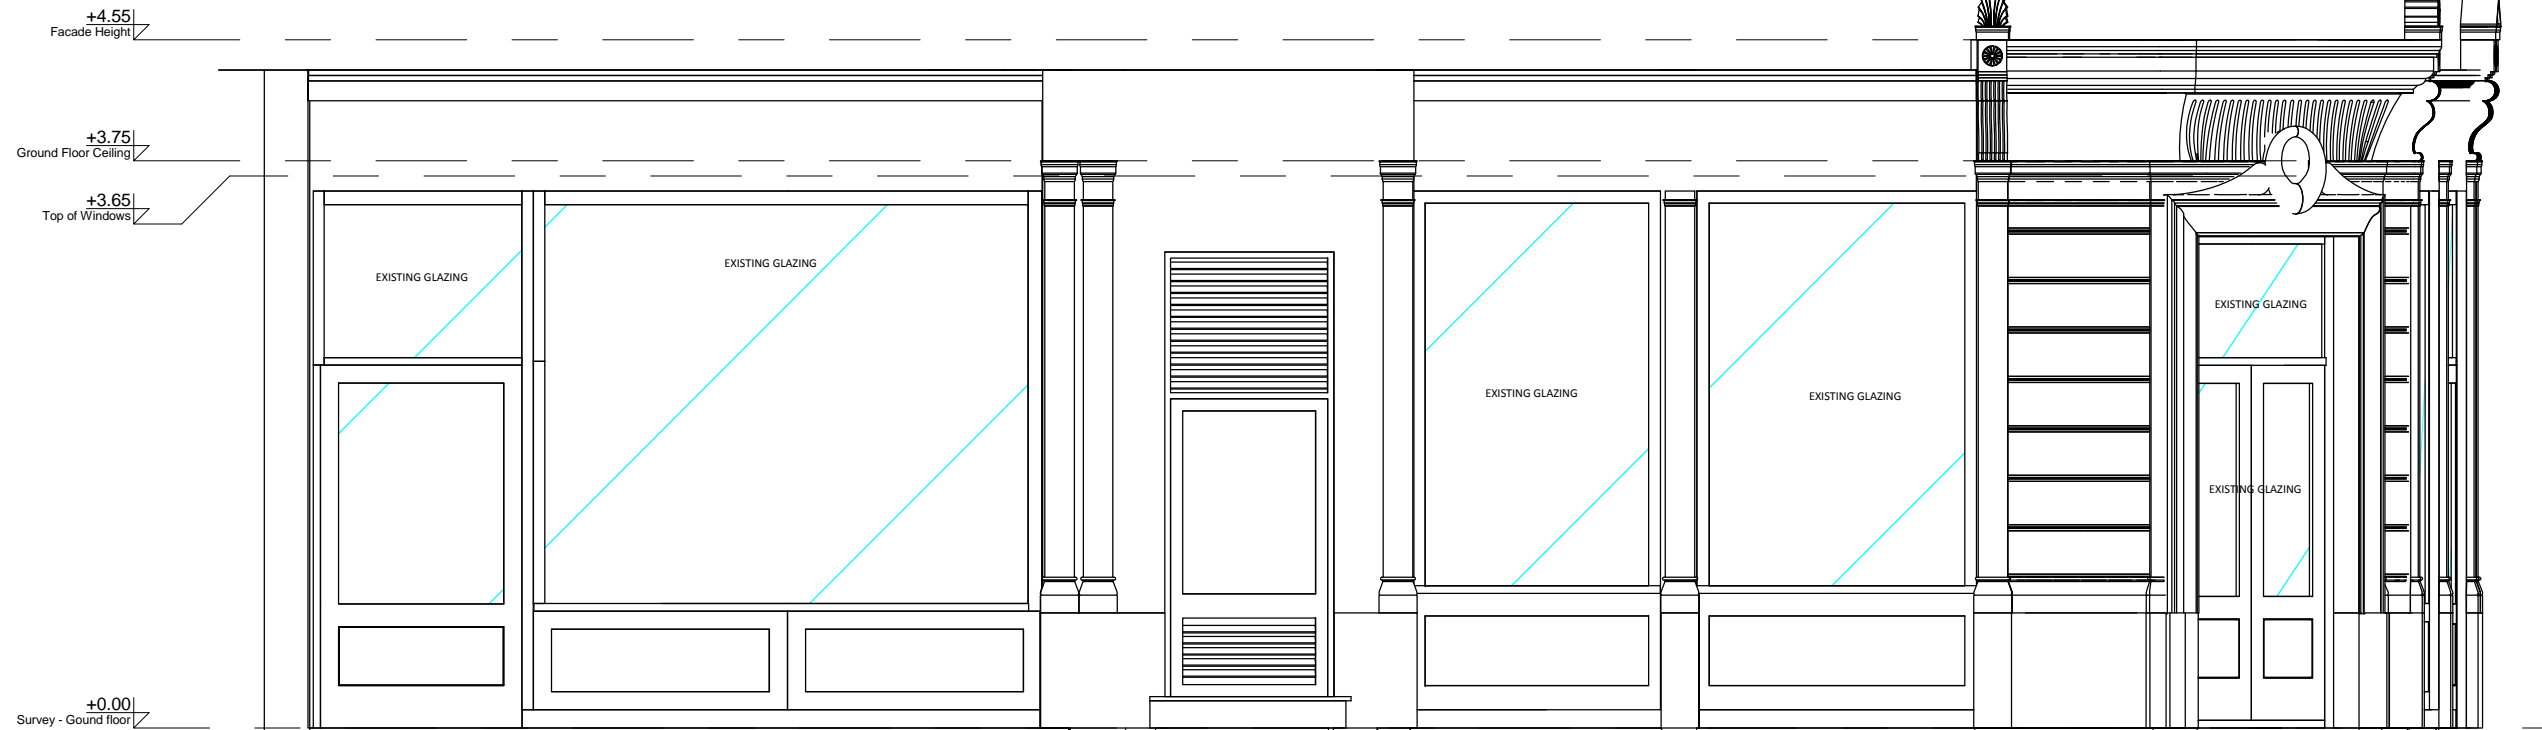 +4.55
Facade Height
+3.75
Ground Floor Ceiling
+3.65
Top of Windows
EXISTING GLAZING
EXISTING GLAZING
EXISTING GLAZING
EXISTING GLAZING
EXISTING GLAZING
EXISTING GLAZING
+0.00
Survey - Gound floor